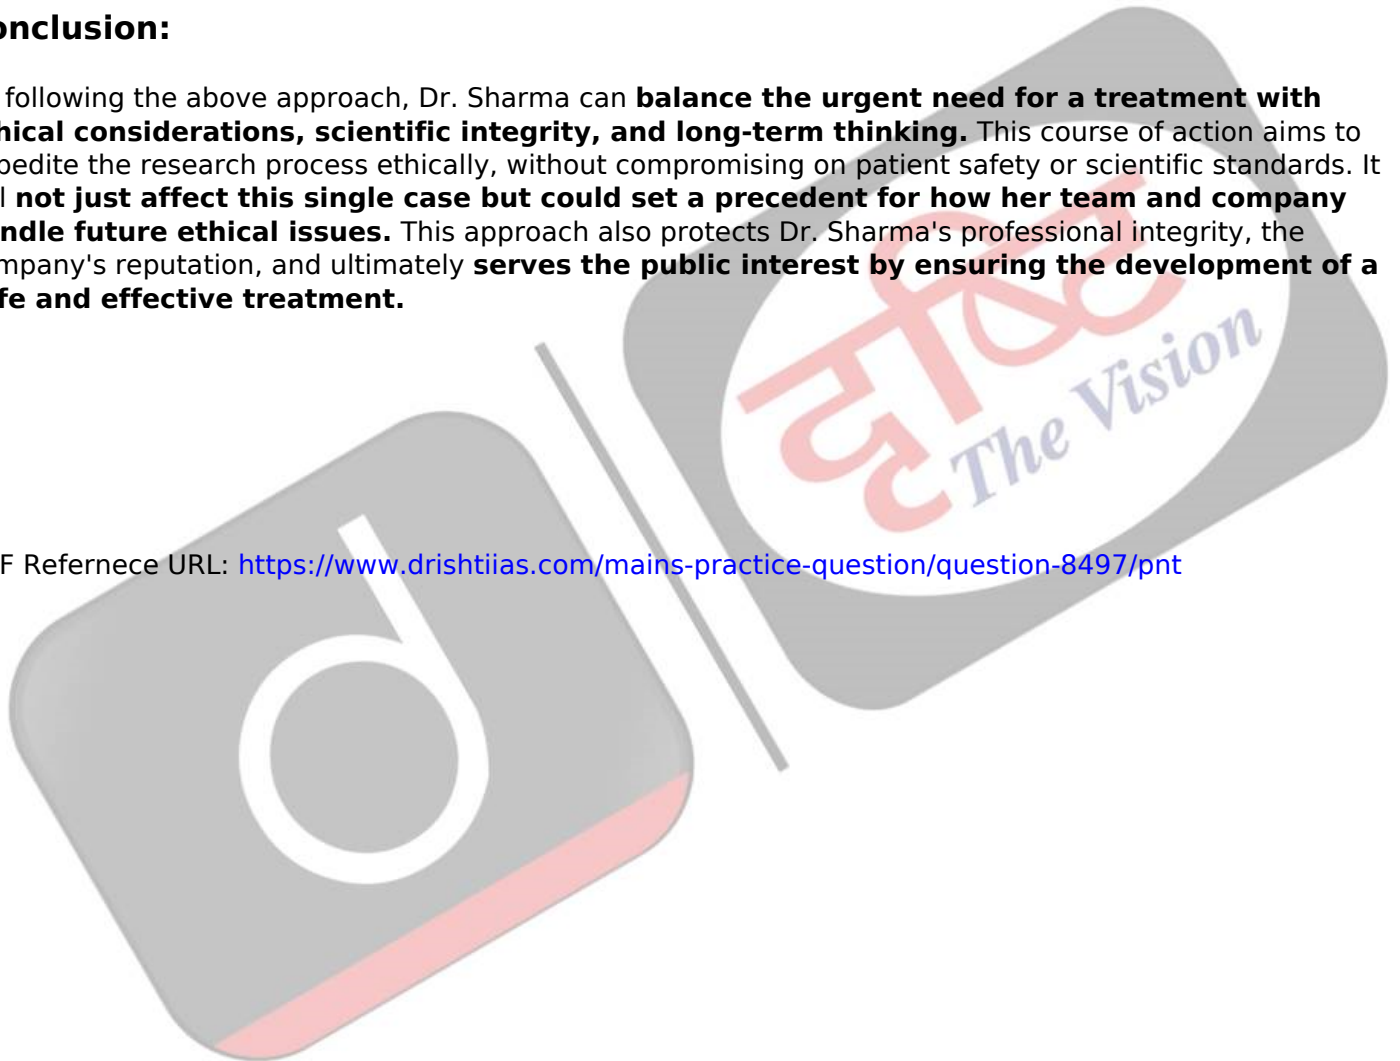 onclusion:
following the above approach, Dr. Sharma can balance the urgent need for a treatment with
hical considerations, scientific integrity, and long-term thinking. This course of action aims to
pedite the research process ethically, without compromising on patient safety or scientific standards. It
l not just affect this single case but could set a precedent for how her team and company
ndle future ethical issues. This approach also protects Dr. Sharma's professional integrity, the
mpany's reputation, and ultimately serves the public interest by ensuring the development of a
fe and effective treatment.
दृष्टि
The Vision
d
F Refernece URL: https://www.drishtiias.com/mains-practice-question/question-8497/pnt